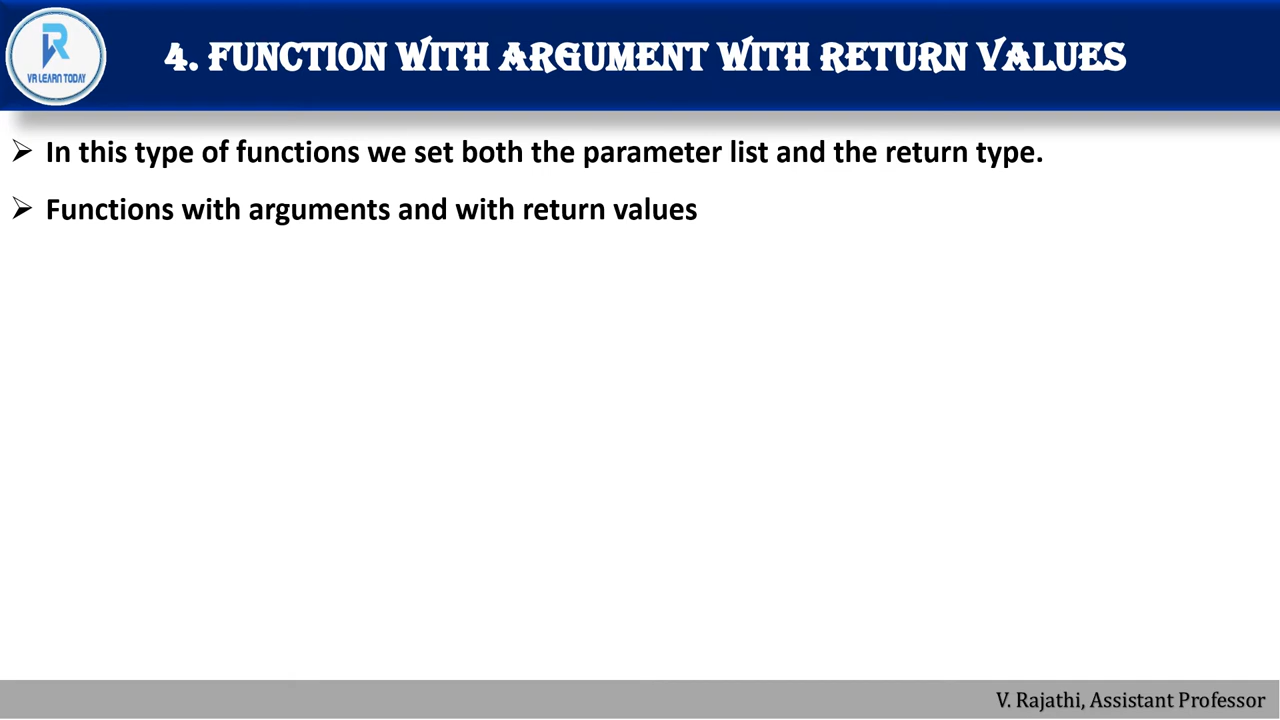 VR LEARN TODAY
4. FUNCTION WITH ARGUMENT WITH RETURN VALUES
➢ In this type of functions we set both the parameter list and the return type.
➢ Functions with arguments and with return values
V. Rajathi, Assistant Professor